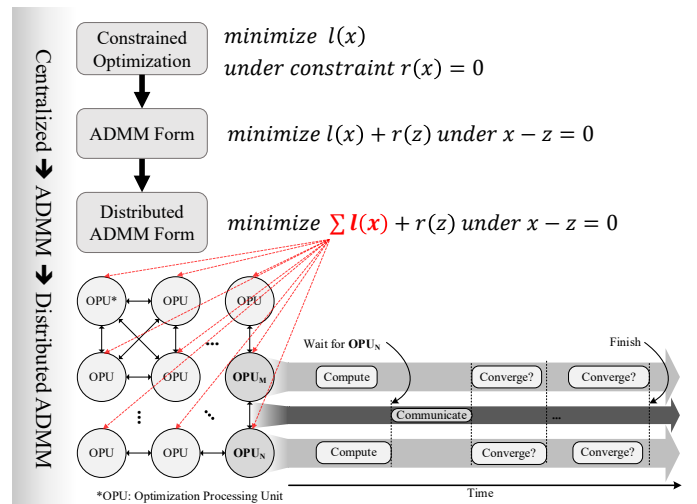 Centralized → ADMM → Distributed ADMM
Constrained
Optimization
minimize l(x)
under constraint r(x) = 0
ADMM Form
minimize l(x) + r(z) under x − z = 0
Distributed
ADMM Form
minimize ∑ l(x) + r(z) under x − z = 0
OPU*
OPU
OPU
...
OPU
OPU
OPU_M
...
...
...
OPU
OPU
OPU_N
Wait for OPU_N
Finish
Compute
Converge?
Converge?
Communicate
...
Compute
Converge?
Converge?
*OPU: Optimization Processing Unit
Time